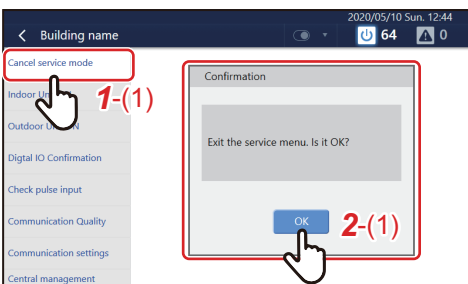 2020/05/10 Sun. 12:44
Building name
64
0
Cancel service mode
Indoor Un
1-(1)
Outdoor U
N
Digtal IO Confirmation
Check pulse input
Communication Quality
Communication settings
Central management
Confirmation
Exit the service menu. Is it OK?
OK
2-(1)